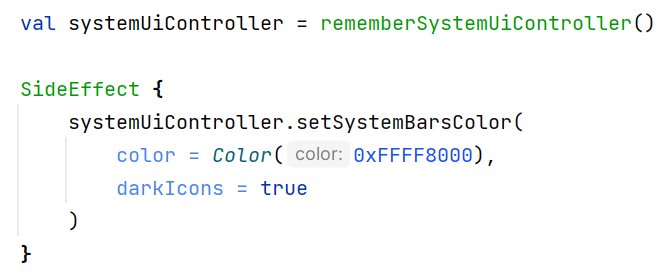 val systemUiController = rememberSystemUiController()
SideEffect {
systemUiController.setSystemBarsColor(
color = Color( color: 0xFFFF8000),
darkIcons = true
)
}